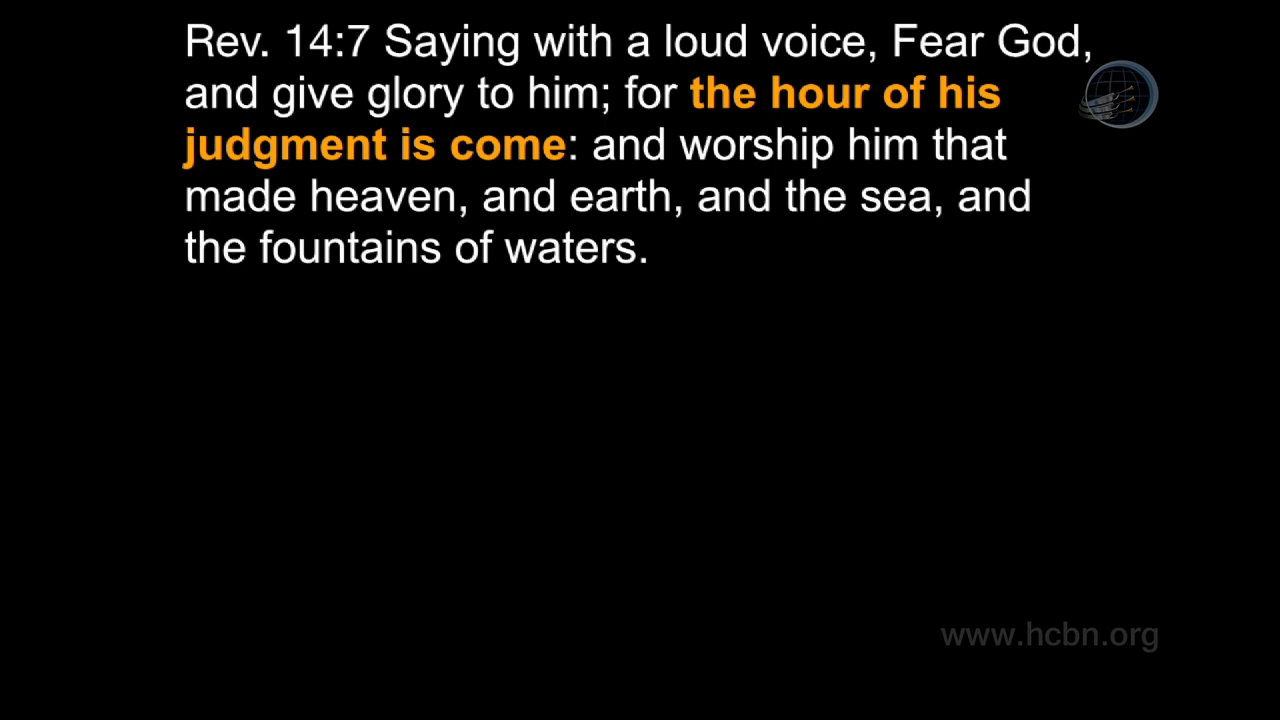 Rev. 14:7 Saying with a loud voice, Fear God,
and give glory to him; for the hour of his
judgment is come: and worship him that
made heaven, and earth, and the sea, and
the fountains of waters.
www.hcbn.org